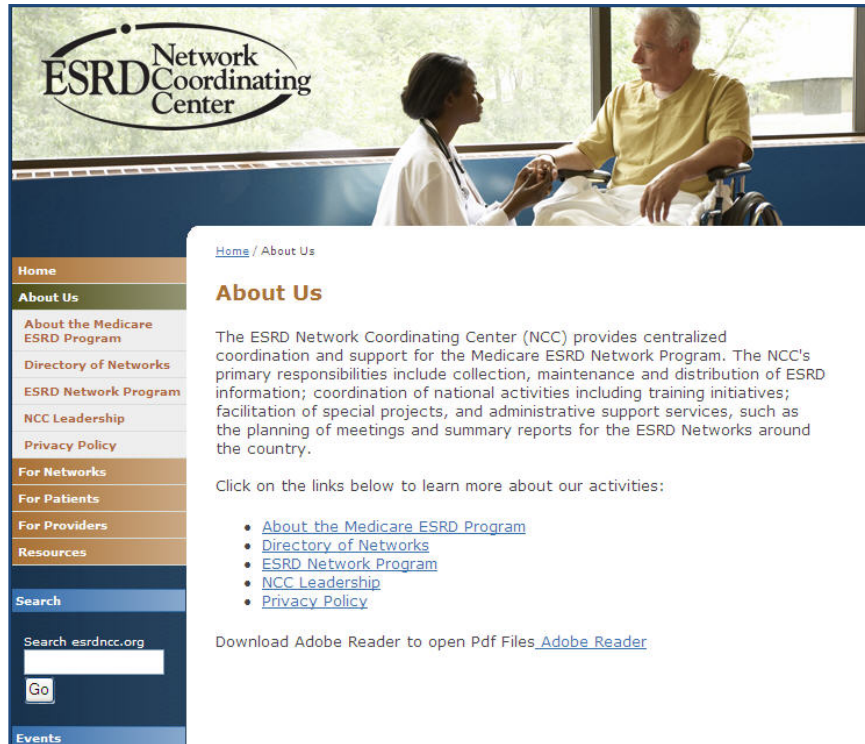 ESRD Network
Coordinating
Center
Home / About Us
Home
About Us
About the Medicare
ESRD Program
Directory of Networks
ESRD Network Program
NCC Leadership
Privacy Policy
For Networks
For Patients
For Providers
Resources
Search
Search esrdncc.org
Go
Events
About Us
The ESRD Network Coordinating Center (NCC) provides centralized
coordination and support for the Medicare ESRD Network Program. The NCC's
primary responsibilities include collection, maintenance and distribution of ESRD
information; coordination of national activities including training initiatives;
facilitation of special projects, and administrative support services, such as
the planning of meetings and summary reports for the ESRD Networks around
the country.
Click on the links below to learn more about our activities:
• About the Medicare ESRD Program
• Directory of Networks
• ESRD Network Program
• NCC Leadership
• Privacy Policy
Download Adobe Reader to open Pdf Files Adobe Reader